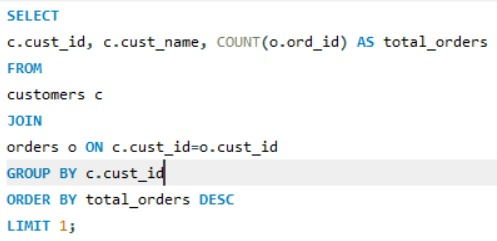 SELECT
c.cust_id, c.cust_name, COUNT(o.ord_id) AS total_orders
FROM
customers c
JOIN
orders o ON c.cust_id=o.cust_id
GROUP BY c.cust_id
ORDER BY total_orders DESC
LIMIT 1;